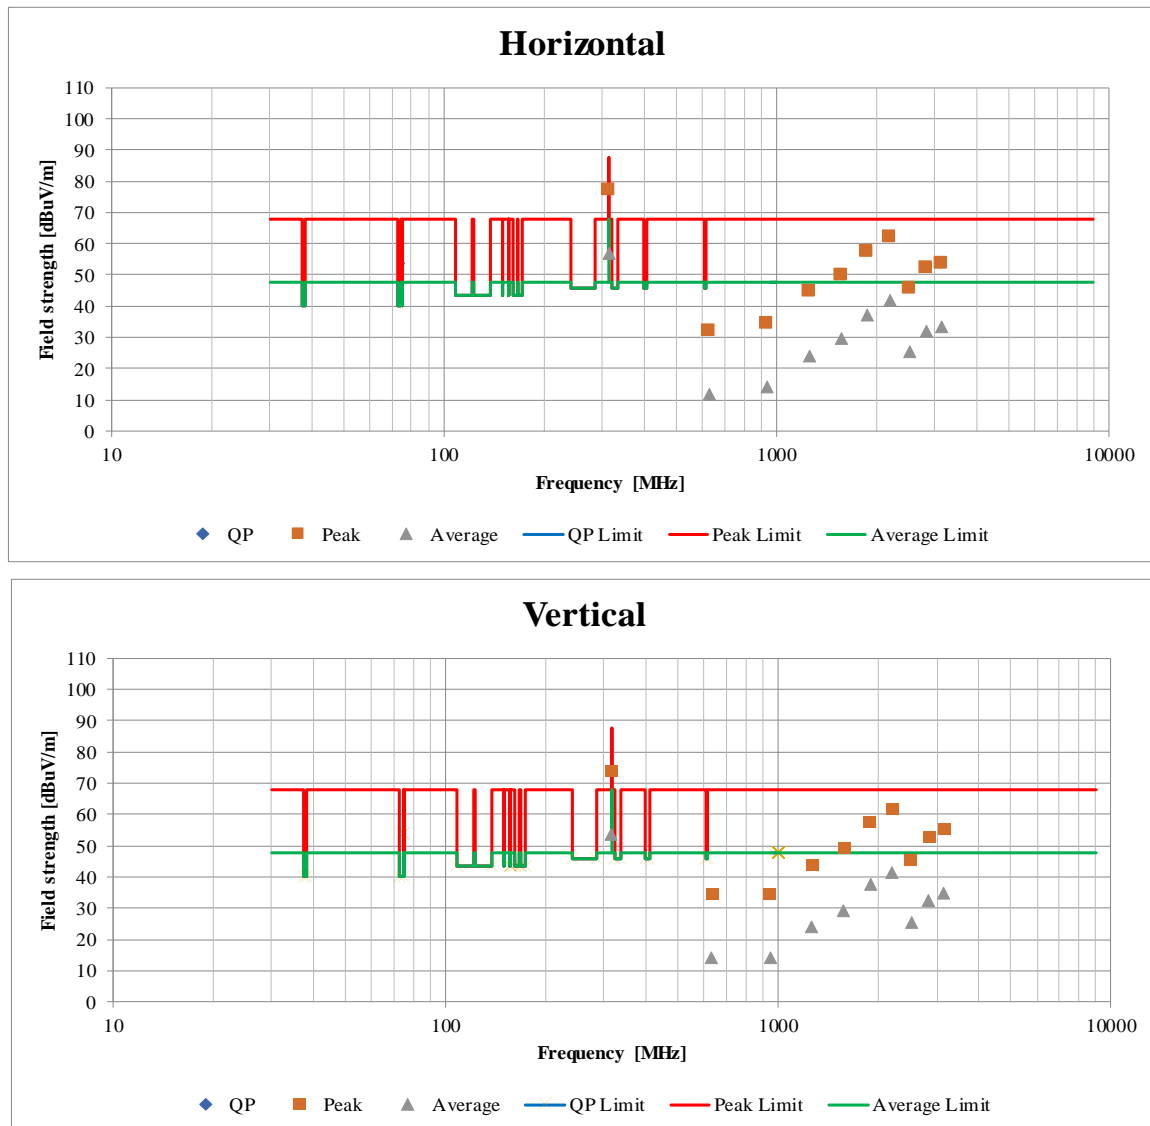 Horizontal
110
100
90
80
70
60
50
40
30
20
10
0
Field strength [dBuV/m]
10 100 1000 10000
Frequency [MHz]
QP Peak Average QP Limit Peak Limit Average Limit
Vertical
110
100
90
80
70
60
50
40
30
20
10
0
Field strength [dBuV/m]
10 100 1000 10000
Frequency [MHz]
QP Peak Average QP Limit Peak Limit Average Limit